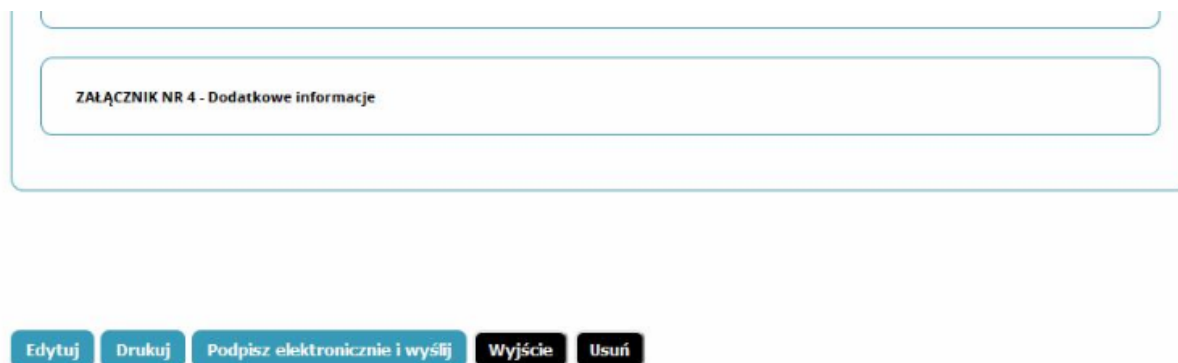 ZAŁĄCZNIK NR 4 - Dodatkowe informacje
Edytuj Drukuj Podpisz elektronicznie i wyślij Wyjście Usuń